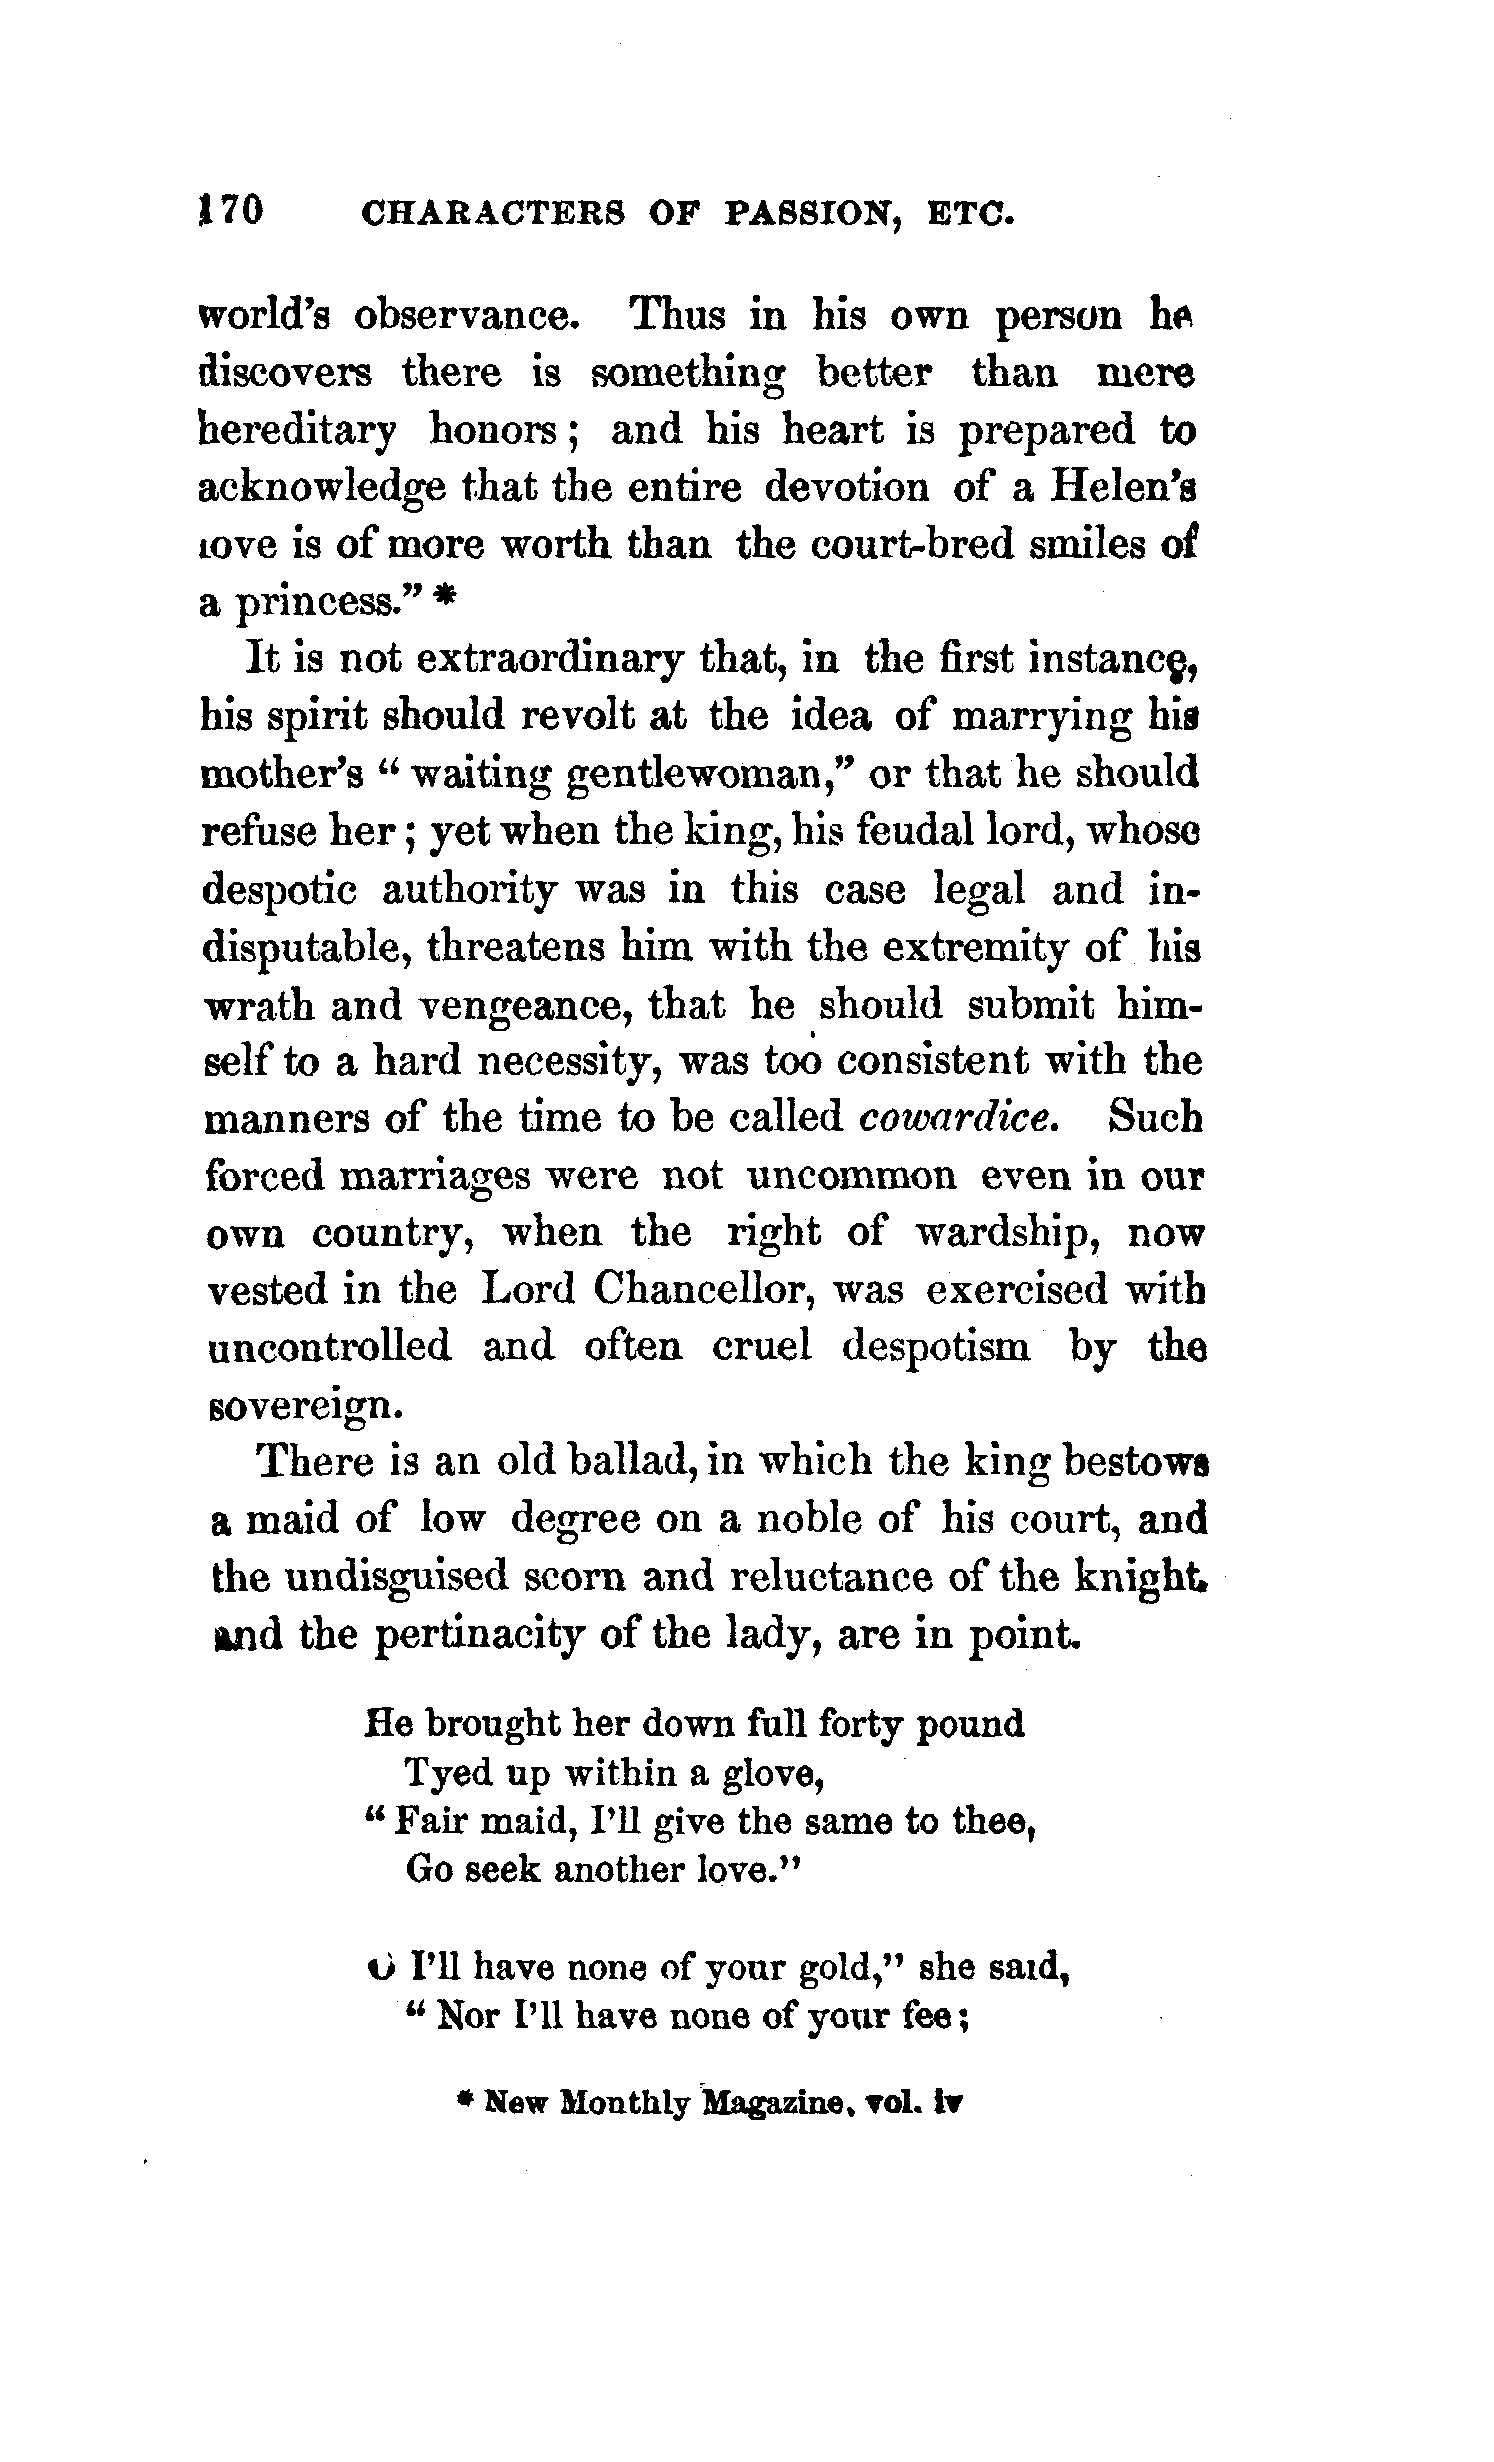 170 CHARACTERS OF PASSION, ETC.
world's observance. Thus in his own person he
discovers there is something better than mere
hereditary honors; and his heart is prepared to
acknowledge that the entire devotion of a Helen's
love is of more worth than the court-bred smiles of
a princess." *
It is not extraordinary that, in the first instance,
his spirit should revolt at the idea of marrying his
mother's "waiting gentlewoman," or that he should
refuse her; yet when the king, his feudal lord, whose
despotic authority was in this case legal and in-
disputable, threatens him with the extremity of his
wrath and vengeance, that he should submit him-
self to a hard necessity, was too consistent with the
manners of the time to be called cowardice. Such
forced marriages were not uncommon even in our
own country, when the right of wardship, now
vested in the Lord Chancellor, was exercised with
uncontrolled and often cruel despotism by the
sovereign.
There is an old ballad, in which the king bestows
a maid of low degree on a noble of his court, and
the undisguised scorn and reluctance of the knight
and the pertinacity of the lady, are in point.
He brought her down full forty pound
Tyed up within a glove,
"Fair maid, I'll give the same to thee,
Go seek another love."
O I'll have none of your gold," she said,
"Nor I'll have none of your fee;
* New Monthly Magazine, vol. iv